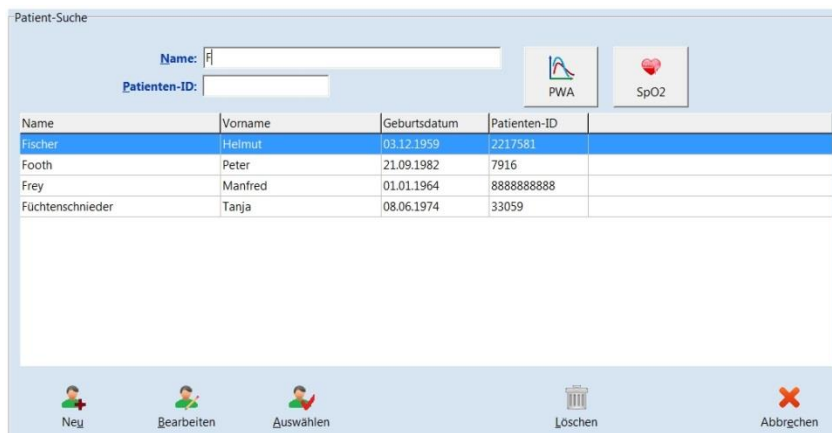 Patient-Suche
Name: F
Patienten-ID:
PWA SpO2
Name Vorname Geburtsdatum Patienten-ID
Fischer Helmut 03.12.1959 2217581
Footh Peter 21.09.1982 7916
Frey Manfred 01.01.1964 8888888888
Füchtenschnieder Tanja 08.06.1974 33059
Neu Bearbeiten Auswählen Löschen Abbrechen